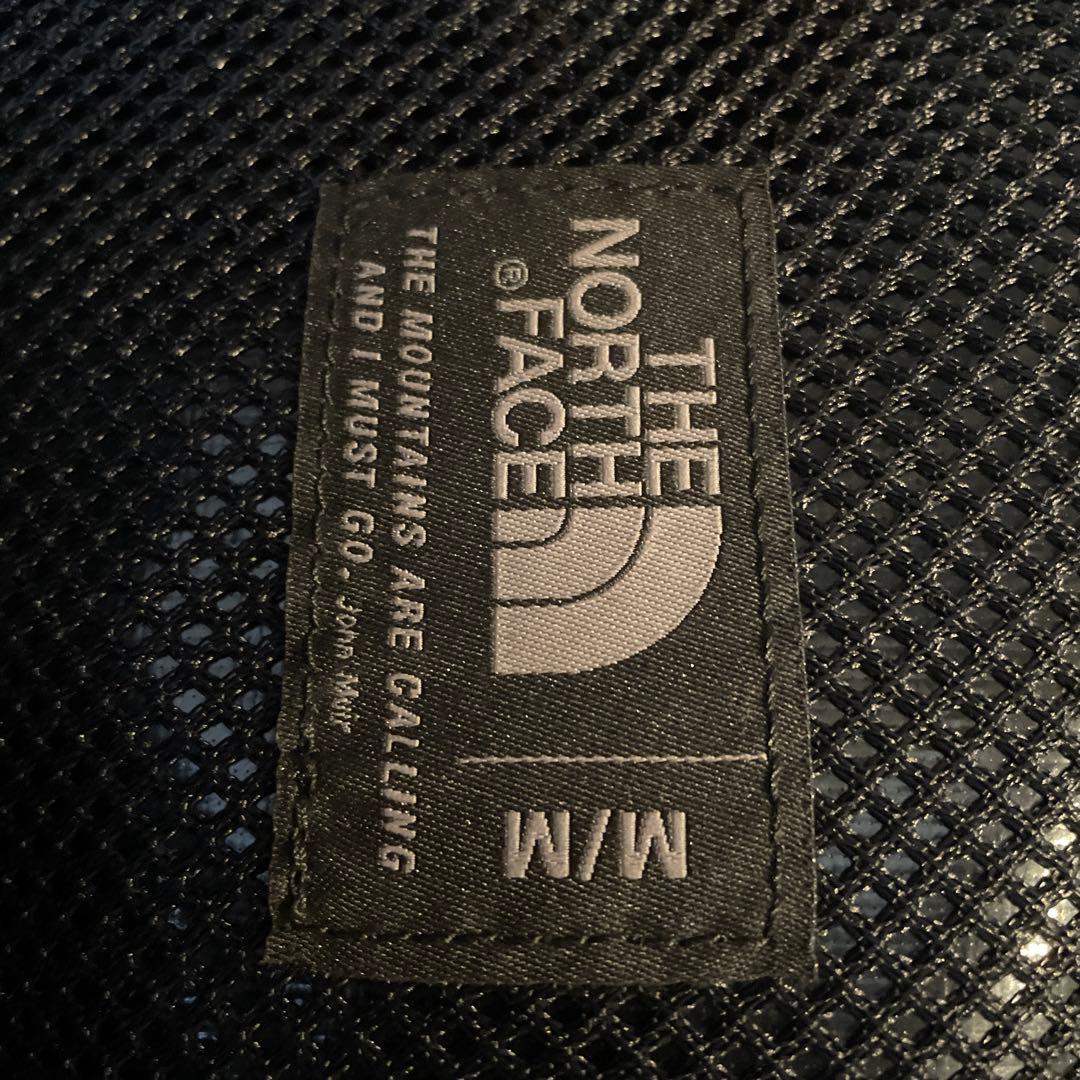 THE
NORTH
FACE®
M/M
THE MOUNTAINS ARE CALLING
AND I MUST GO. John Muir